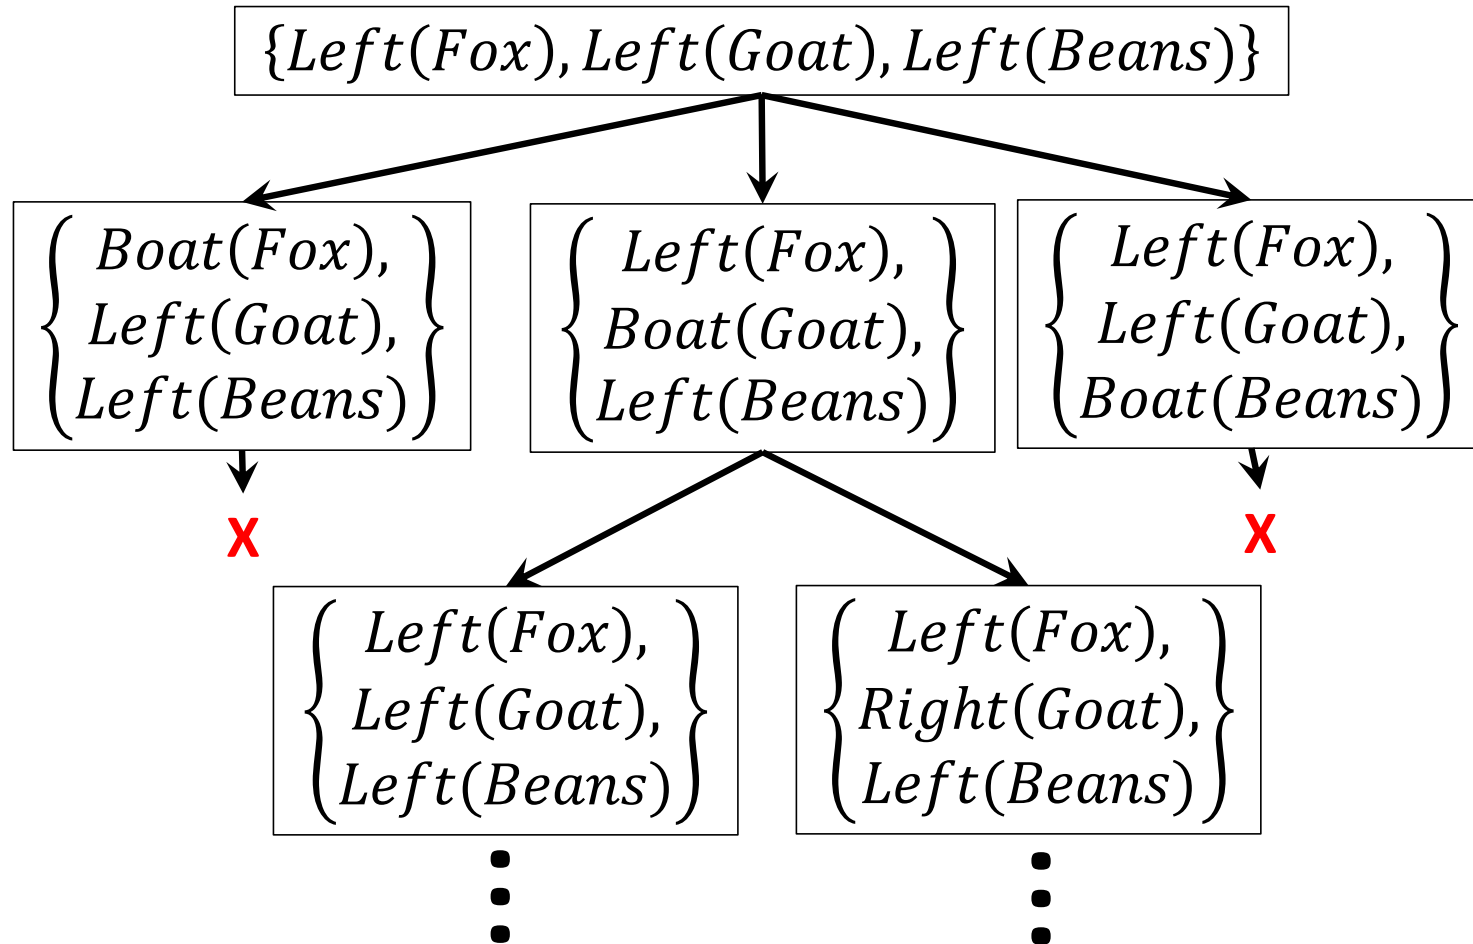 {Left(Fox), Left(Goat), Left(Beans)}
{Boat(Fox),
Left(Goat),
Left(Beans)}
{Left(Fox),
Boat(Goat),
Left(Beans)}
{Left(Fox),
Left(Goat),
Boat(Beans)}
X
X
{Left(Fox),
Left(Goat),
Left(Beans)}
{Left(Fox),
Right(Goat),
Left(Beans)}